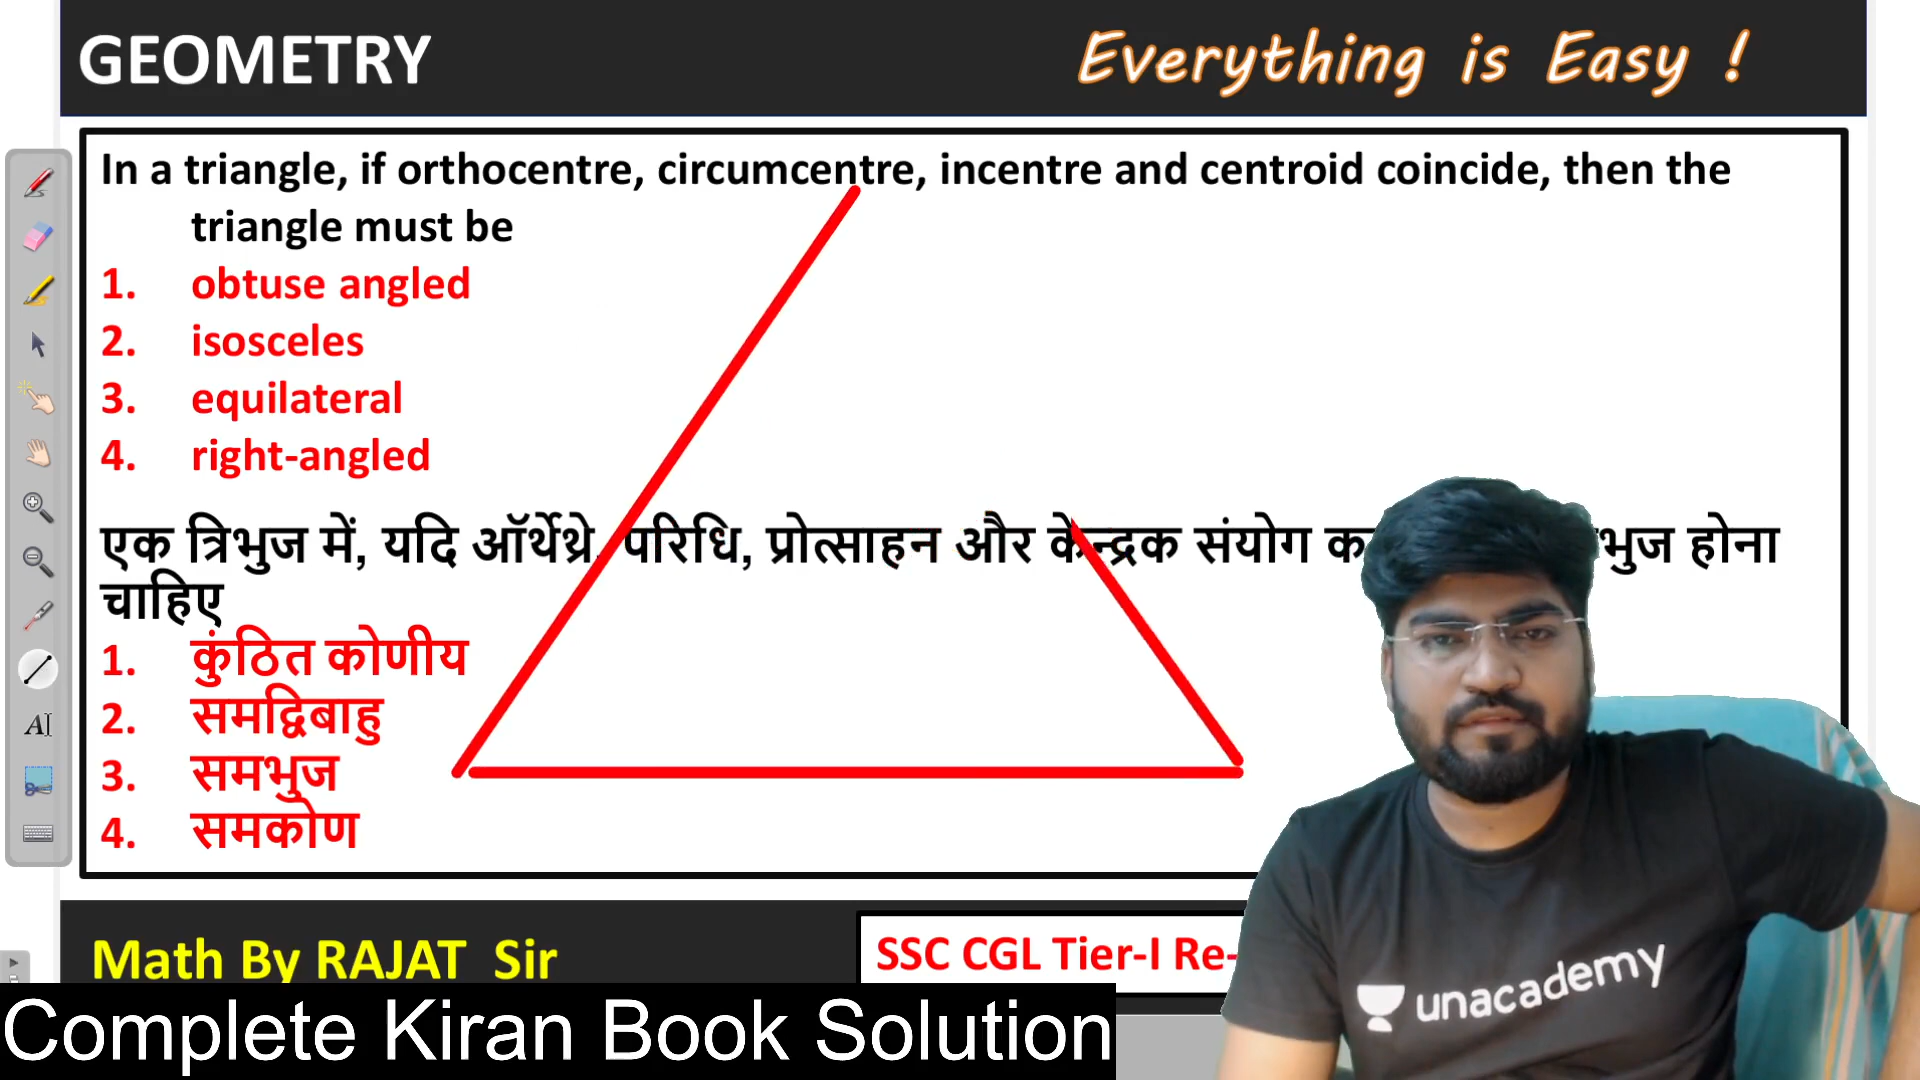 GEOMETRY
Everything is Easy !
In a triangle, if orthocentre, circumcentre, incentre and centroid coincide, then the
triangle must be
1. obtuse angled
2. isosceles
3. equilateral
4. right-angled
एक त्रिभुज में, यदि ऑर्थेथ्रे, परिधि, प्रोत्साहन और केन्द्रक संयोग होना
चाहिए
1. कुंठित कोणीय
2. समद्विबाहु
3. समभुज
4. समकोण
Math By RAJAT Sir
SSC CGL Tier-I Re-
Complete Kiran Book Solution
unacademy
AI